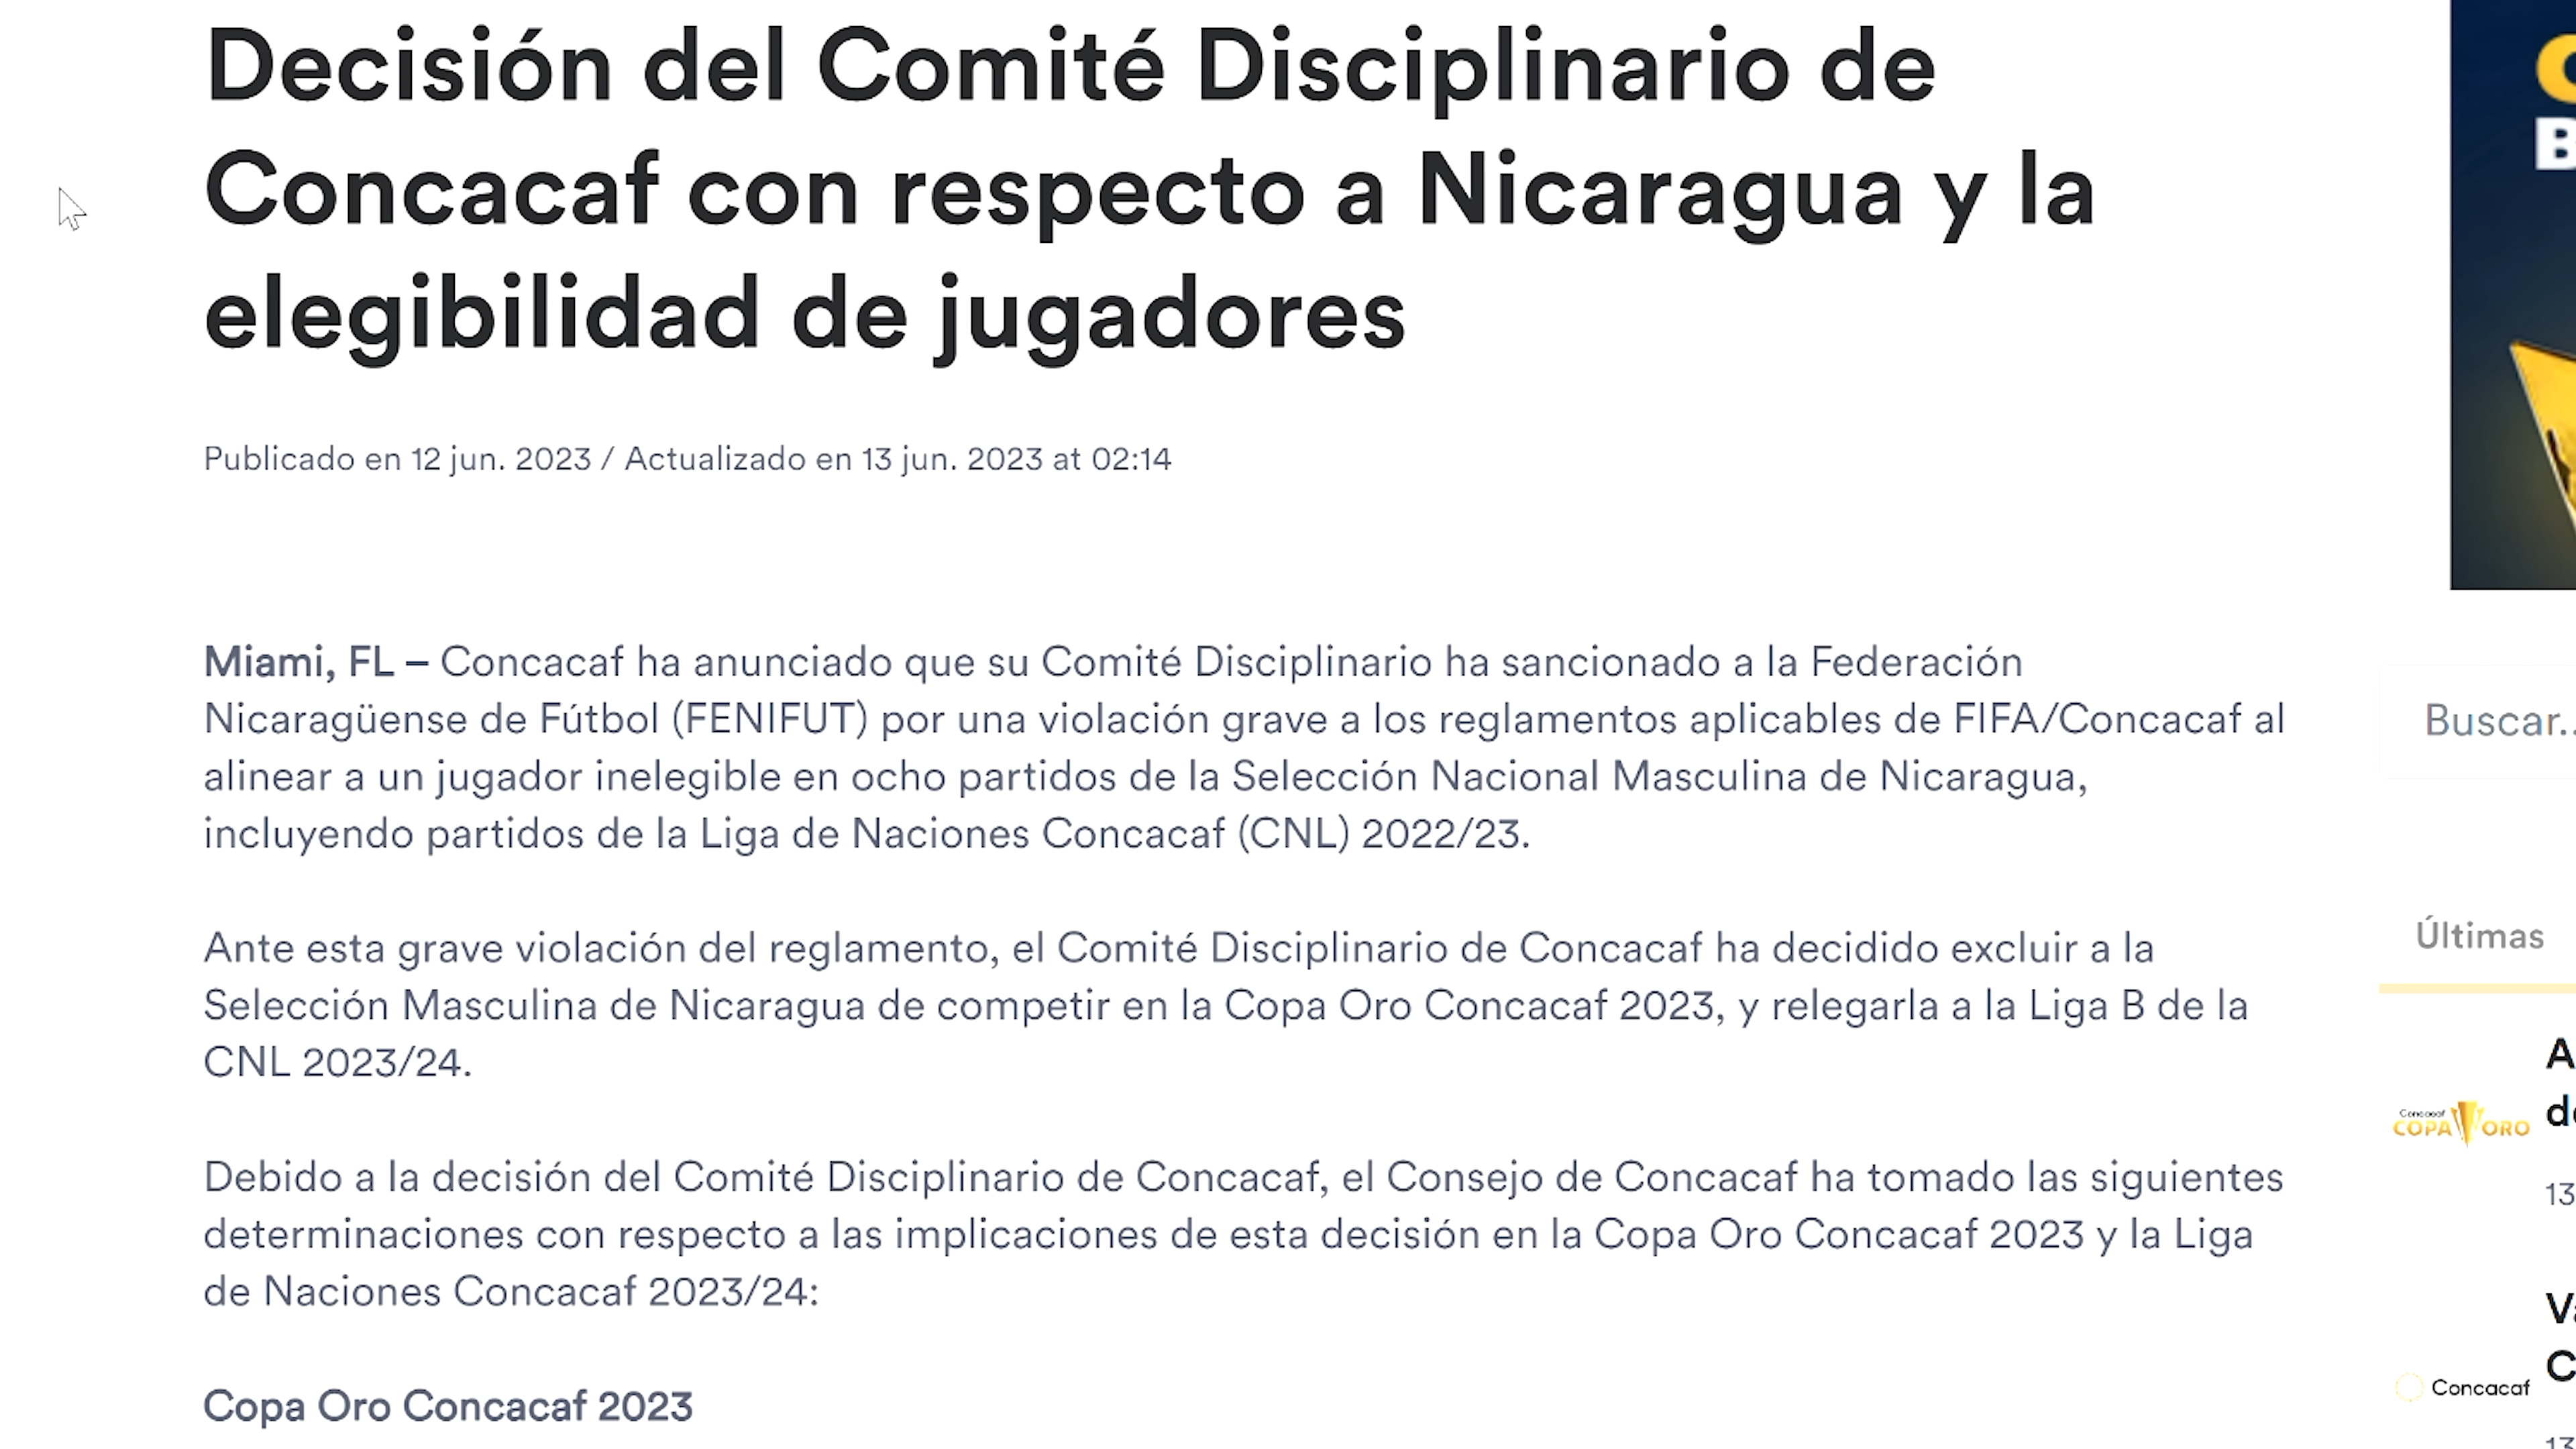 Decisión del Comité Disciplinario de
Concacaf con respecto a Nicaragua y la
elegibilidad de jugadores
Publicado en 12 jun. 2023 / Actualizado en 13 jun. 2023 at 02:14
Miami, FL – Concacaf ha anunciado que su Comité Disciplinario ha sancionado a la Federación
Nicaragüense de Fútbol (FENIFUT) por una violación grave a los reglamentos aplicables de FIFA/Concacaf al
alinear a un jugador inelegible en ocho partidos de la Selección Nacional Masculina de Nicaragua,
incluyendo partidos de la Liga de Naciones Concacaf (CNL) 2022/23.
Ante esta grave violación del reglamento, el Comité Disciplinario de Concacaf ha decidido excluir a la
Selección Masculina de Nicaragua de competir en la Copa Oro Concacaf 2023, y relegarla a la Liga B de la
CNL 2023/24.
Debido a la decisión del Comité Disciplinario de Concacaf, el Consejo de Concacaf ha tomado las siguientes
determinaciones con respecto a las implicaciones de esta decisión en la Copa Oro Concacaf 2023 y la Liga
de Naciones Concacaf 2023/24:
Copa Oro Concacaf 2023
Buscar..
Últimas
Concacaf
COPA ORO
13
Concacaf